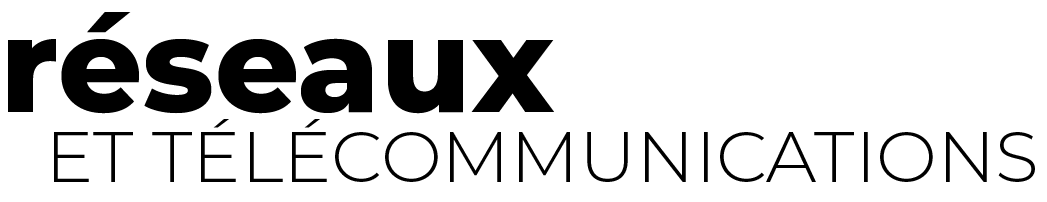 réseaux
ET TÉLÉCOMMUNICATIONS